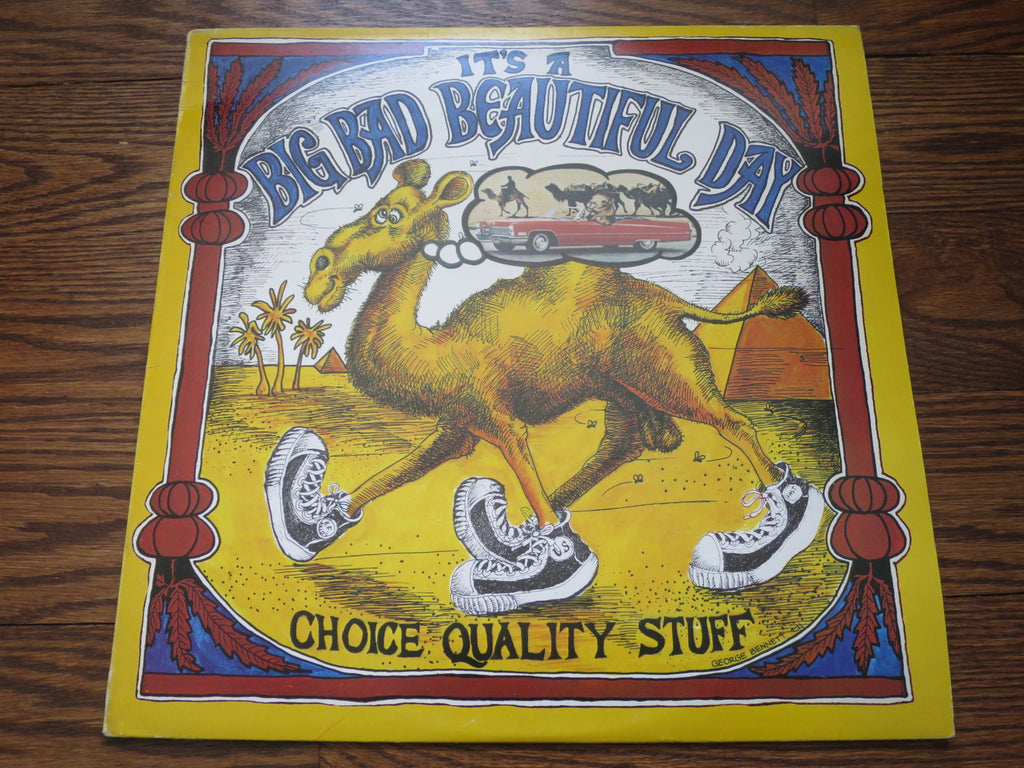 IT'S A
BIG BAD BEAUTIFUL DAY
CHOICE QUALITY STUFF
GEORGE BENNETT